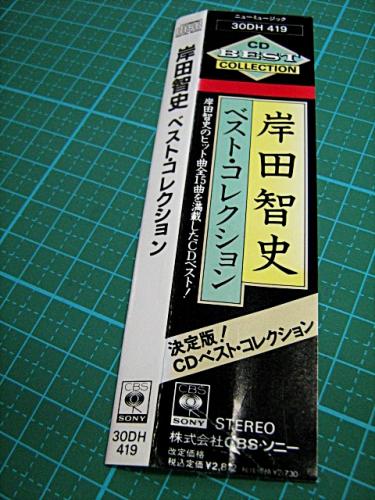 岸田智史 ベスト・コレクション
CBS
SONY
30DH
419
ニューミュージック
30DH 419
CD
BEST
COLLECTION
岸田智史
ベスト・コレクション
岸田智史のヒット曲全15曲を満載したCDベスト!
決定版!
CDベスト・コレクション
CBS
SONY
STEREO
株式会社CBS・ソニー
改定価格
税込定価¥2,812